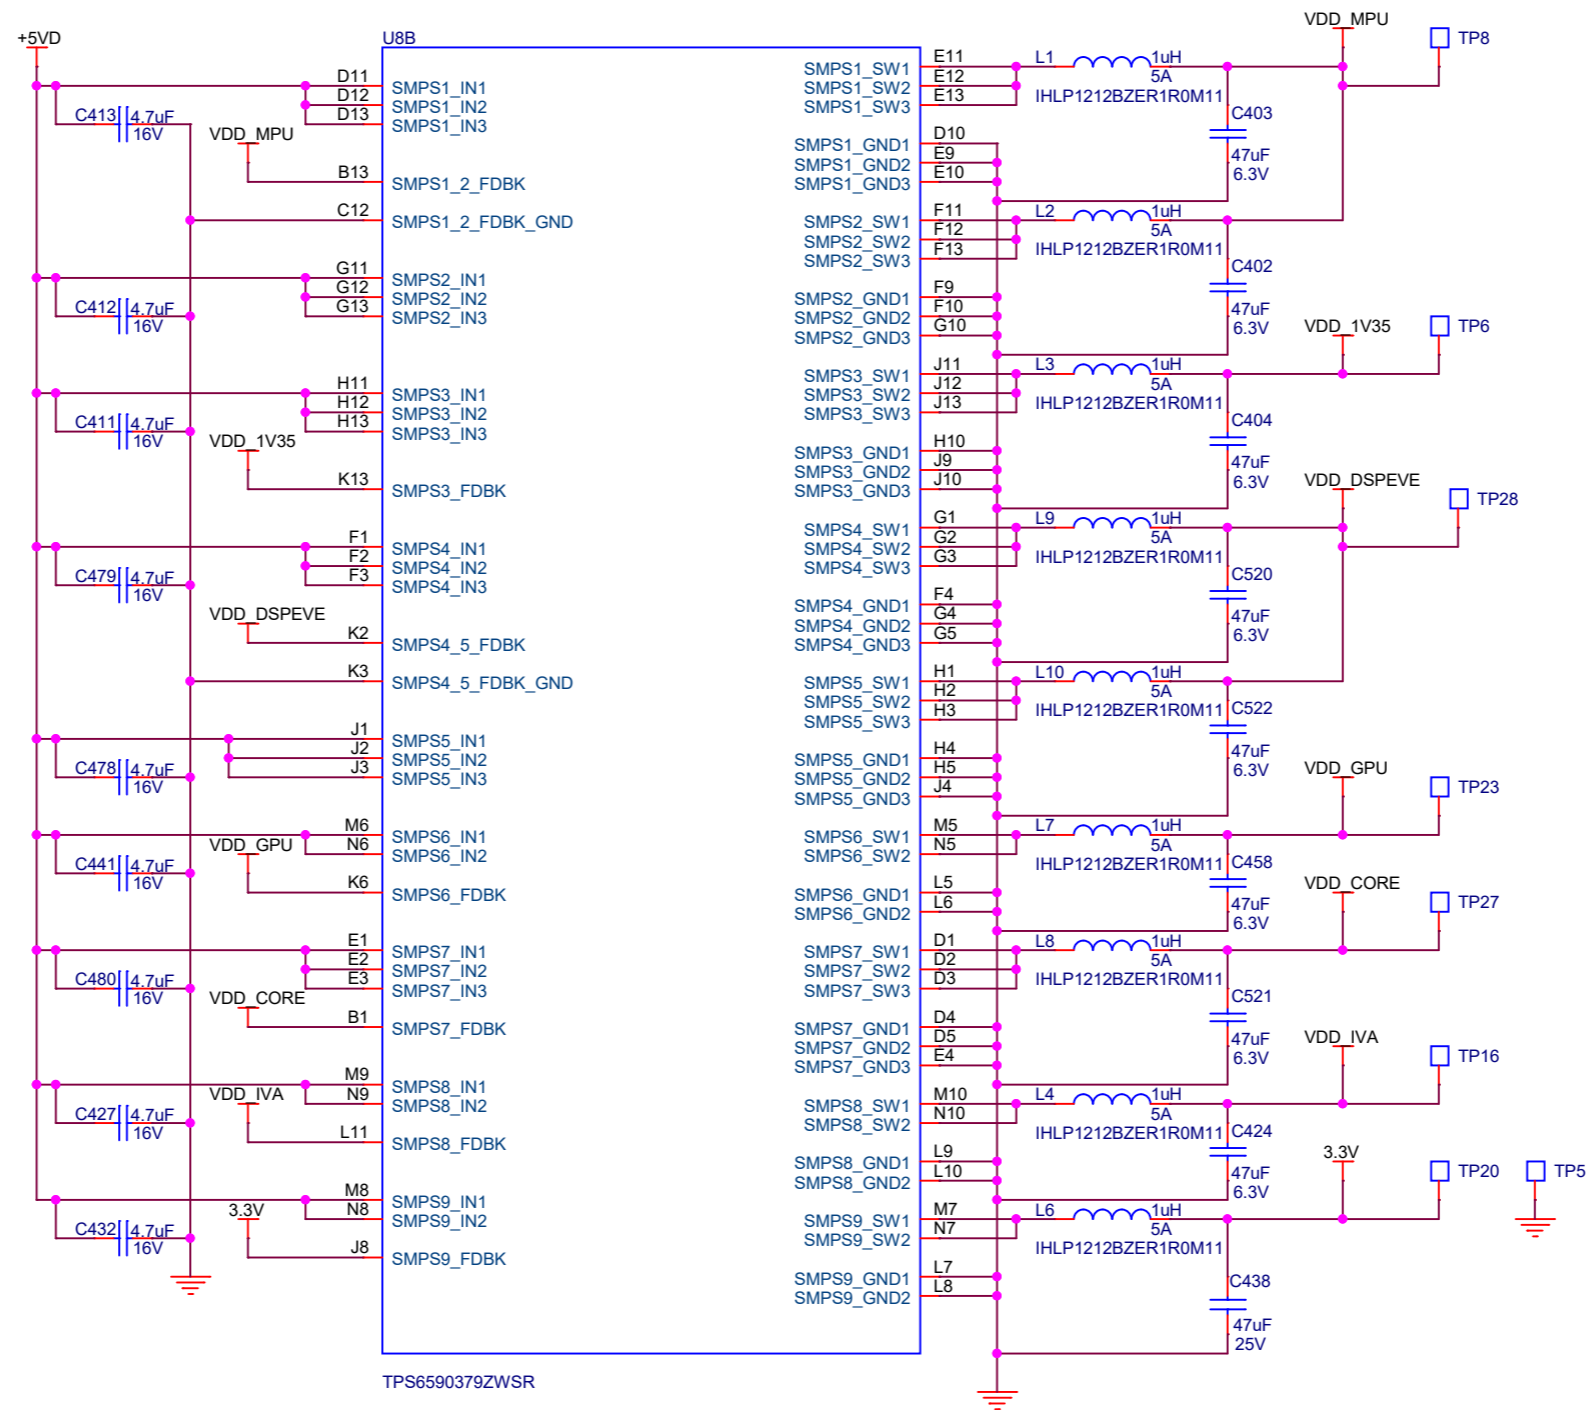 +5VD
U8B
C413 4.7uF
16V
VDD_MPU
C412 4.7uF
16V
C411 4.7uF
16V
VDD_1V35
C479 4.7uF
16V
VDD_DSPEVE
C478 4.7uF
16V
C441 4.7uF
16V
VDD_GPU
C480 4.7uF
16V
VDD_CORE
C427 4.7uF
16V
VDD_IVA
C432 4.7uF
16V
3.3V
D11 SMPS1_IN1
D12 SMPS1_IN2
D13 SMPS1_IN3
B13 SMPS1_2_FDBK
C12 SMPS1_2_FDBK_GND
G11 SMPS2_IN1
G12 SMPS2_IN2
G13 SMPS2_IN3
H11 SMPS3_IN1
H12 SMPS3_IN2
H13 SMPS3_IN3
K13 SMPS3_FDBK
F1 SMPS4_IN1
F2 SMPS4_IN2
F3 SMPS4_IN3
K2 SMPS4_5_FDBK
K3 SMPS4_5_FDBK_GND
J1 SMPS5_IN1
J2 SMPS5_IN2
J3 SMPS5_IN3
M6 SMPS6_IN1
N6 SMPS6_IN2
K6 SMPS6_FDBK
E1 SMPS7_IN1
E2 SMPS7_IN2
E3 SMPS7_IN3
B1 SMPS7_FDBK
M9 SMPS8_IN1
N9 SMPS8_IN2
L11 SMPS8_FDBK
M8 SMPS9_IN1
N8 SMPS9_IN2
J8 SMPS9_FDBK
SMPS1_SW1 E11
SMPS1_SW2 E12
SMPS1_SW3 E13
SMPS1_GND1 D10
SMPS1_GND2 E9
SMPS1_GND3 E10
SMPS2_SW1 F11
SMPS2_SW2 F12
SMPS2_SW3 F13
SMPS2_GND1 F9
SMPS2_GND2 F10
SMPS2_GND3 G10
SMPS3_SW1 J11
SMPS3_SW2 J12
SMPS3_SW3 J13
SMPS3_GND1 H10
SMPS3_GND2 J9
SMPS3_GND3 J10
SMPS4_SW1 G1
SMPS4_SW2 G2
SMPS4_SW3 G3
SMPS4_GND1 F4
SMPS4_GND2 G4
SMPS4_GND3 G5
SMPS5_SW1 H1
SMPS5_SW2 H2
SMPS5_SW3 H3
SMPS5_GND1 H4
SMPS5_GND2 H5
SMPS5_GND3 J4
SMPS6_SW1 M5
SMPS6_SW2 N5
SMPS6_GND1 L5
SMPS6_GND2 L6
SMPS7_SW1 D1
SMPS7_SW2 D2
SMPS7_SW3 D3
SMPS7_GND1 D4
SMPS7_GND2 D5
SMPS7_GND3 E4
SMPS8_SW1 M10
SMPS8_SW2 N10
SMPS8_GND1 L9
SMPS8_GND2 L10
SMPS9_SW1 M7
SMPS9_SW2 N7
SMPS9_GND1 L7
SMPS9_GND2 L8
TPS6590379ZWSR
VDD_MPU
TP8
L1 1uH
5A
IHLP1212BZER1R0M11
C403
47uF
6.3V
L2 1uH
5A
IHLP1212BZER1R0M11
C402
47uF
6.3V
VDD_1V35
TP6
L3 1uH
5A
IHLP1212BZER1R0M11
C404
47uF
6.3V
VDD_DSPEVE
TP28
L9 1uH
5A
IHLP1212BZER1R0M11
C520
47uF
6.3V
L10 1uH
5A
IHLP1212BZER1R0M11
C522
47uF
6.3V
VDD_GPU
TP23
L7 1uH
5A
IHLP1212BZER1R0M11
C458
47uF
6.3V
VDD_CORE
TP27
L8 1uH
5A
IHLP1212BZER1R0M11
C521
47uF
6.3V
VDD_IVA
TP16
L4 1uH
5A
IHLP1212BZER1R0M11
C424
47uF
6.3V
3.3V
TP20
TP5
L6 1uH
5A
IHLP1212BZER1R0M11
C438
47uF
25V